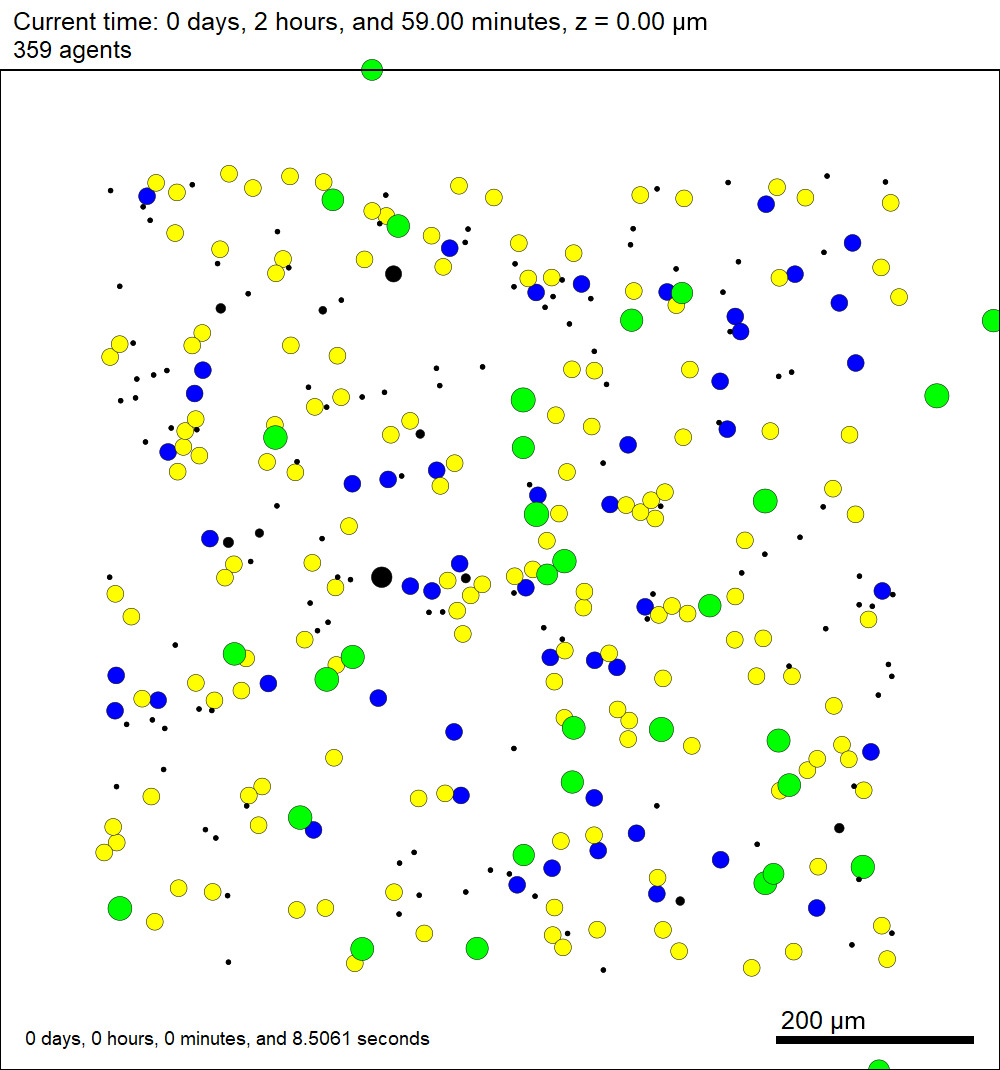 Current time: 0 days, 2 hours, and 59.00 minutes, z = 0.00 µm
359 agents
200 µm
0 days, 0 hours, 0 minutes, and 8.5061 seconds